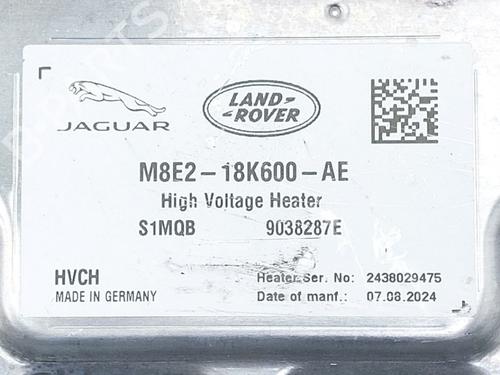 JAGUAR
LAND-
ROVER
M8E2-18K600-AE
High Voltage Heater
S1MQB 9038287E
HVCH
MADE IN GERMANY
Heater Ser. No: 2438029475
Date of manf.: 07.08.2024